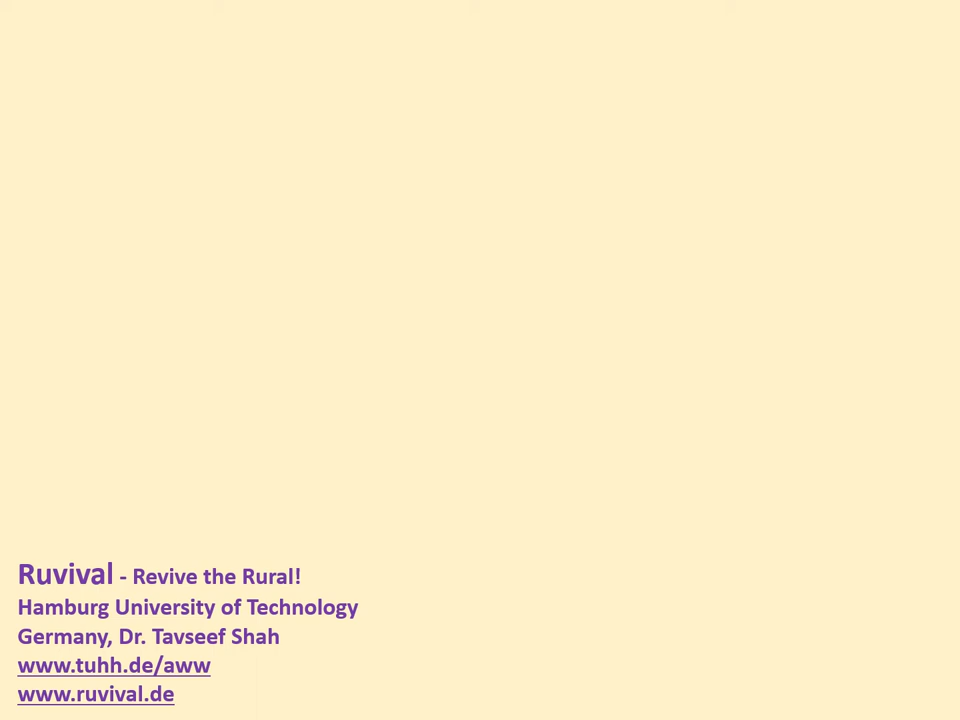 Ruvival - Revive the Rural!
Hamburg University of Technology
Germany, Dr. Tavseef Shah
www.tuhh.de/aww
www.ruvival.de